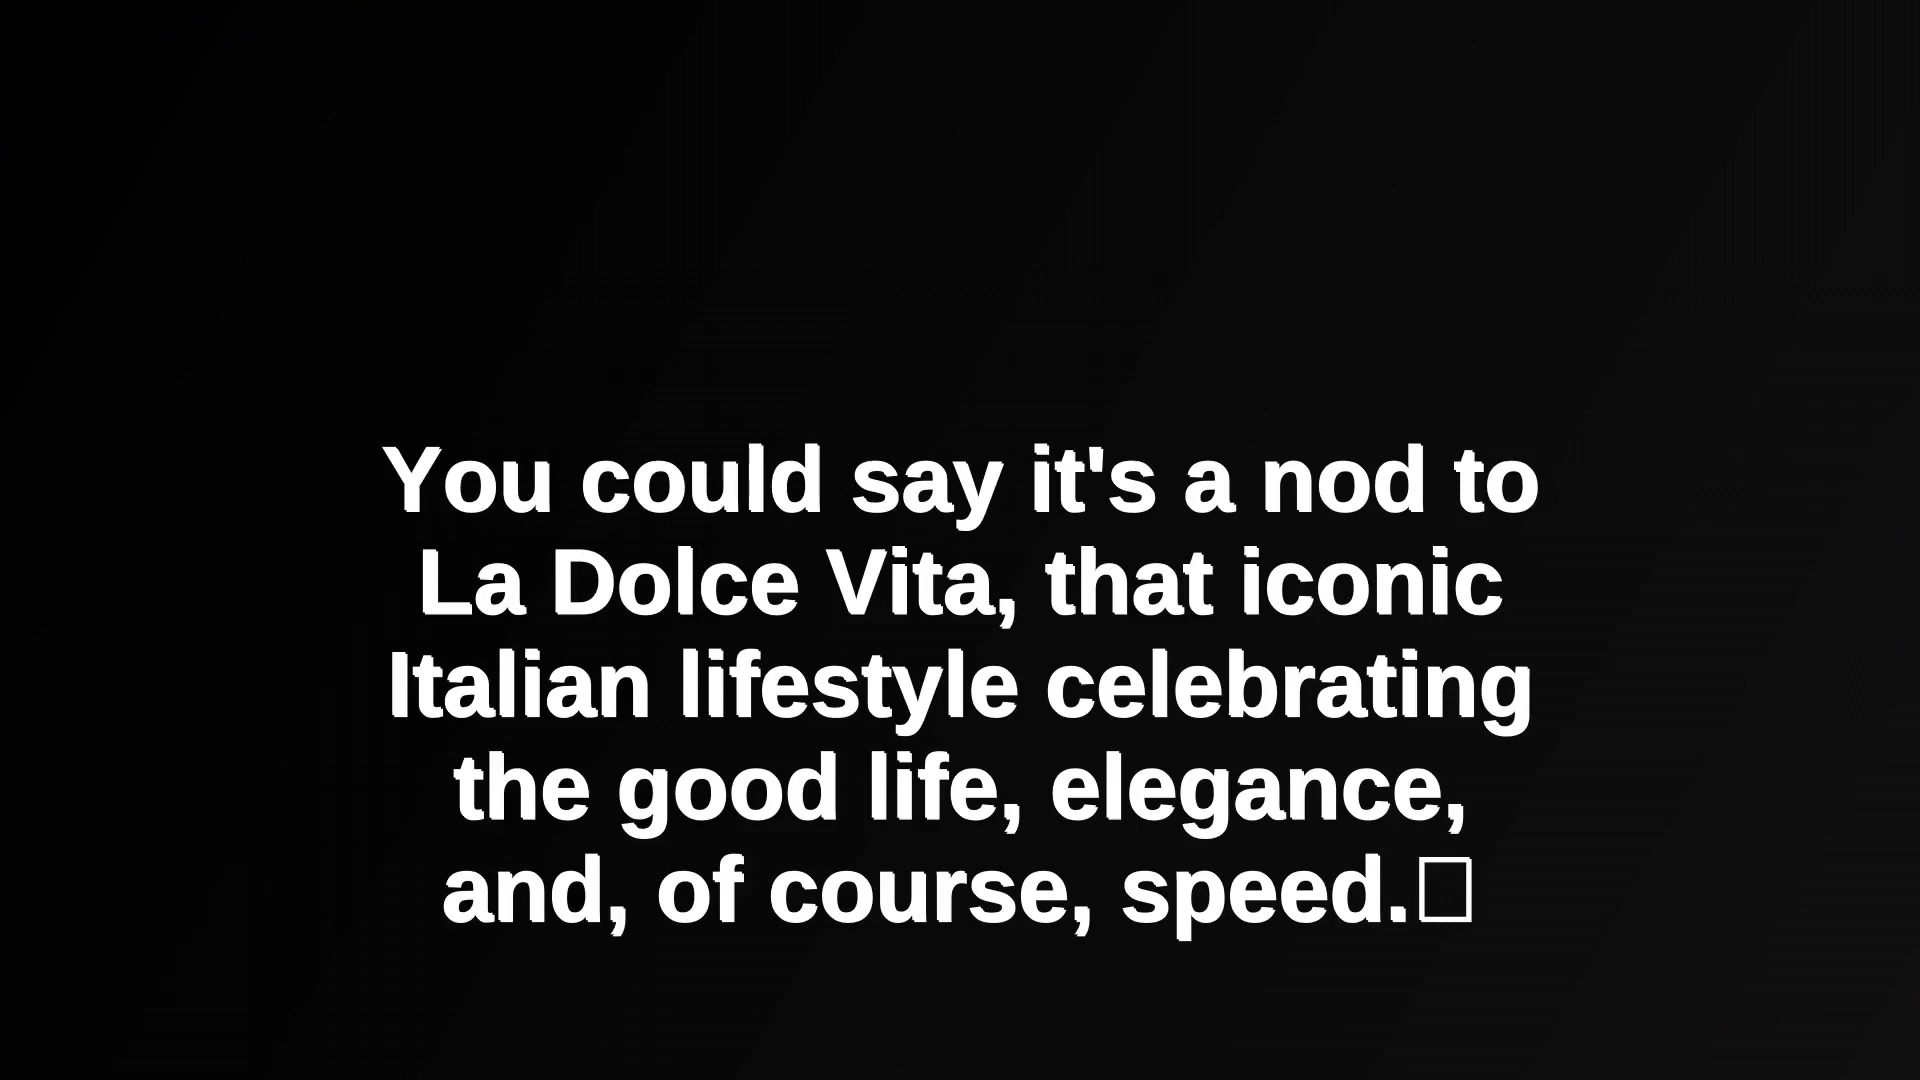 You could say it's a nod to
La Dolce Vita, that iconic
Italian lifestyle celebrating
the good life, elegance,
and, of course, speed.